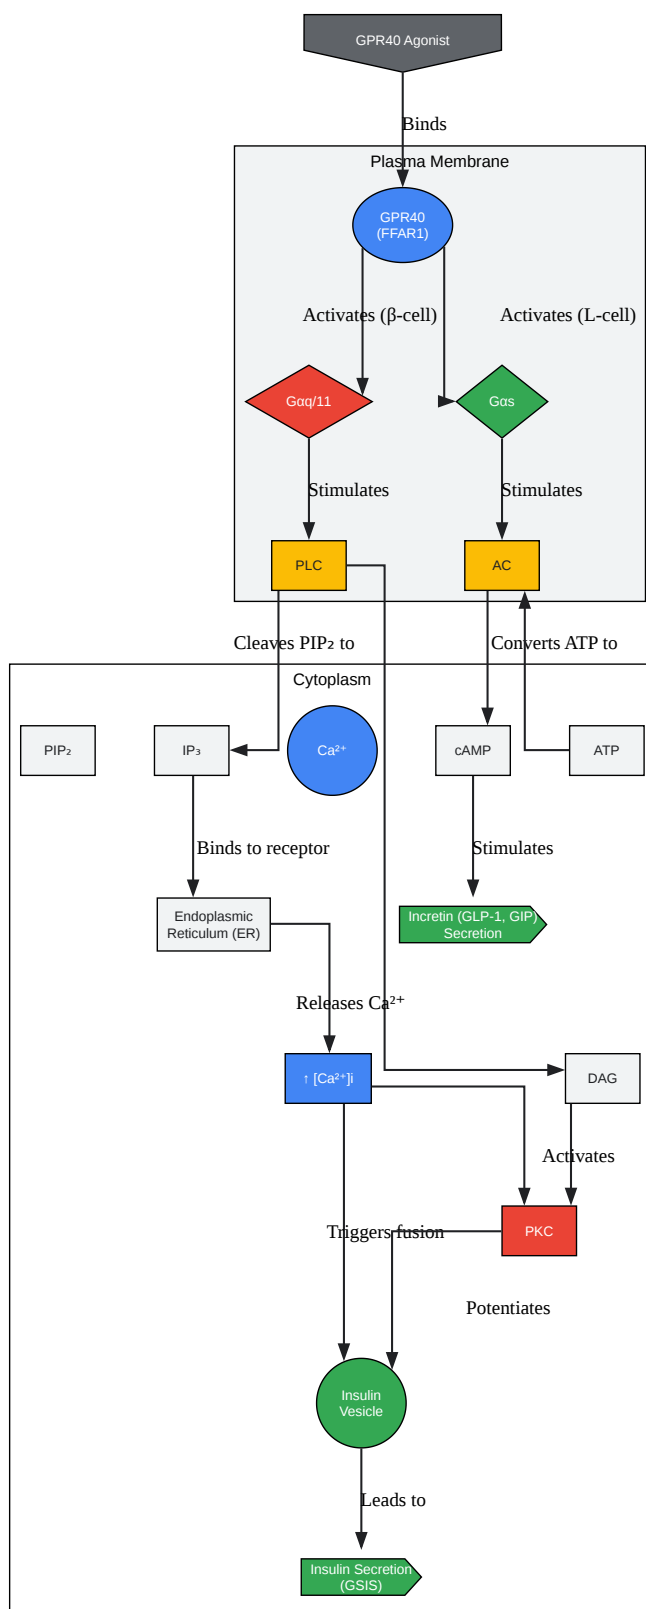 GPR40 Agonist
Binds
Plasma Membrane
GPR40
(FFAR1)
Activates (β-cell)
Activates (L-cell)
Gαq/11
Gαs
Stimulates
Stimulates
PLC
AC
Cleaves PIP₂ to
Converts ATP to
Cytoplasm
PIP₂
IP₃
Ca²⁺
cAMP
ATP
Binds to receptor
Stimulates
Endoplasmic
Reticulum (ER)
Incretin (GLP-1, GIP)
Secretion
Releases Ca²⁺
↑ [Ca²⁺]i
DAG
Activates
Triggers fusion
PKC
Potentiates
Insulin
Vesicle
Leads to
Insulin Secretion
(GSIS)